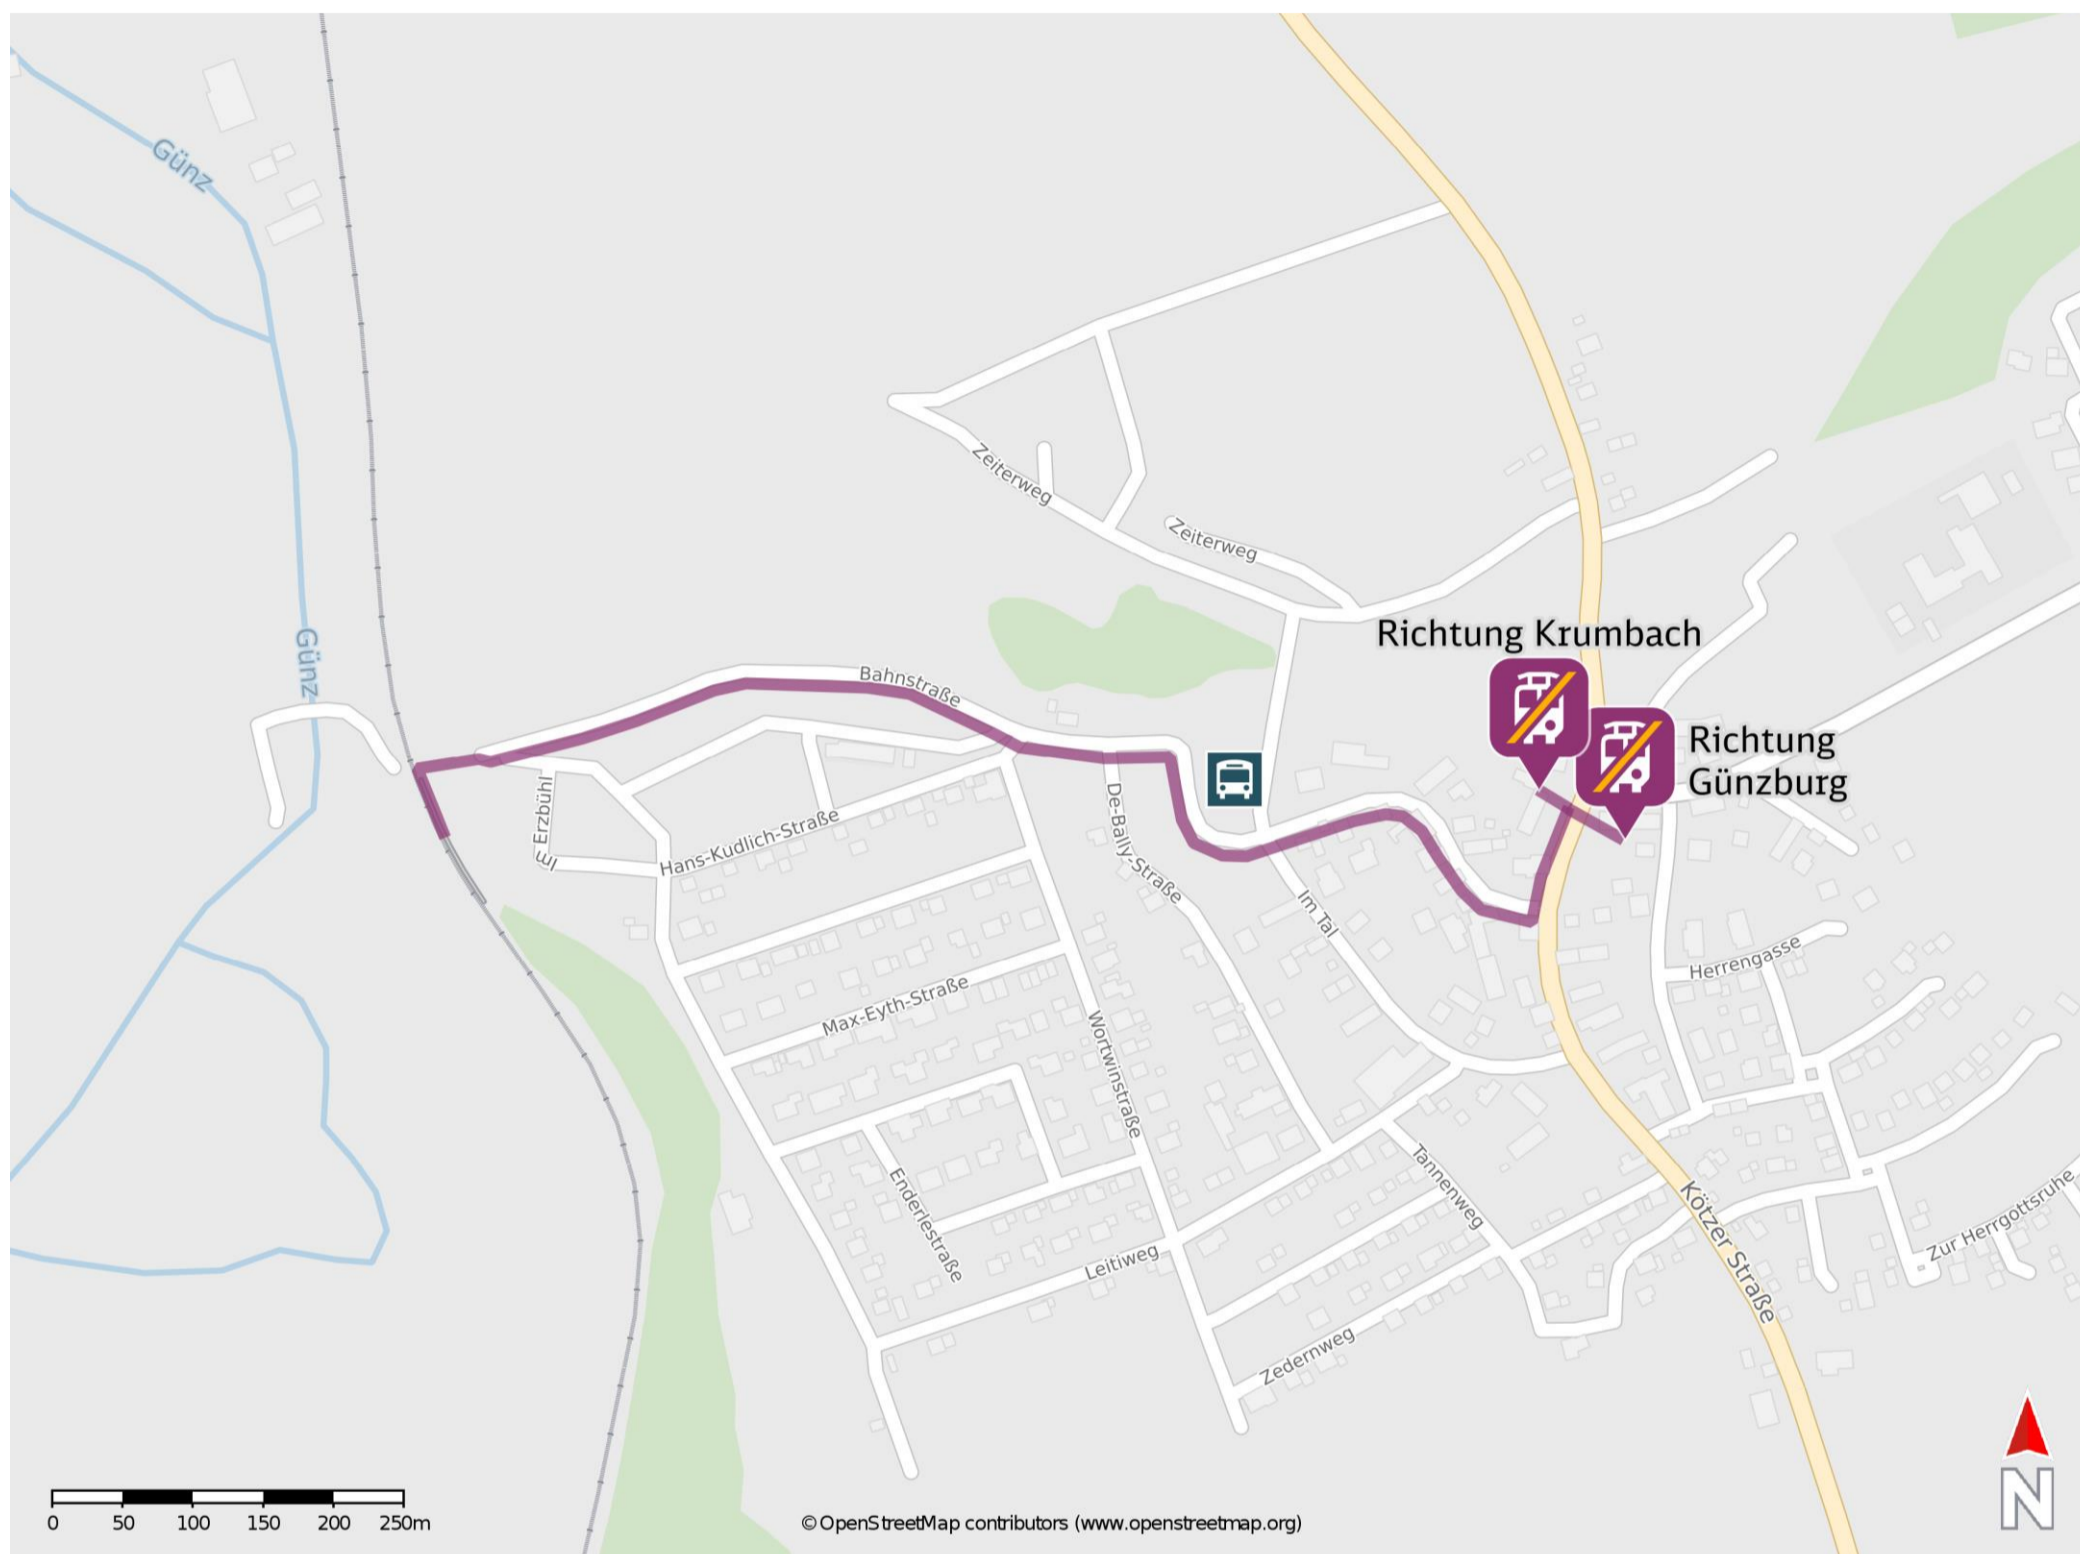 Günz
Zeiterweg
Zeiterweg
Richtung Krumbach
Günz
Bahnstraße
Richtung
Günzburg
Im Erzbühl
De-Bally-Straße
Hans-Kudlich-Straße
Im Tal
Herrengasse
Max-Eyth-Straße
Wortwinstraße
Enderlestraße
Tannenweg
Kötzer Straße
Zur Herrgottsruhe
Leitiweg
Zedernweg
0 50 100 150 200 250m
© OpenStreetMap contributors (www.openstreetmap.org)
N